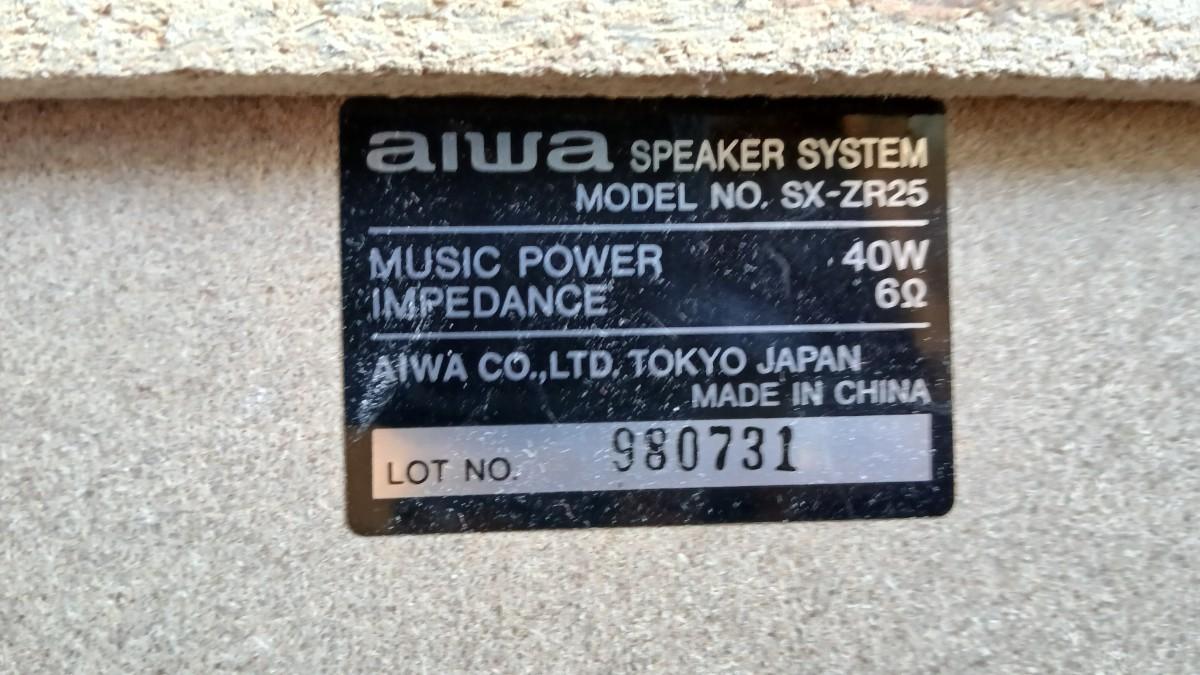 aiwa SPEAKER SYSTEM
MODEL NO. SX-ZR25
MUSIC POWER 40W
IMPEDANCE 6Ω
AIWA CO.,LTD. TOKYO JAPAN
MADE IN CHINA
LOT NO. 980731